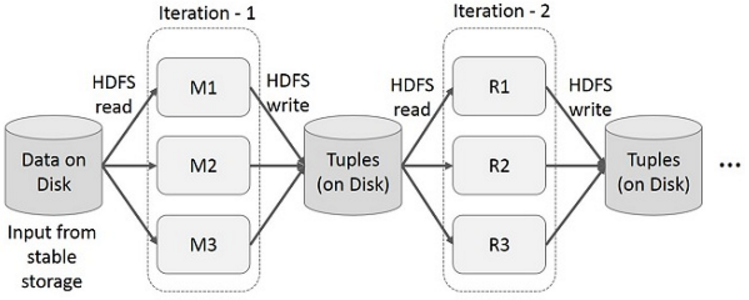 Iteration - 1
Iteration - 2
HDFS
read
M1
HDFS
write
HDFS
read
R1
HDFS
write
Data on
Disk
M2
Tuples
(on Disk)
R2
Tuples
(on Disk)
...
Input from
stable
storage
M3
R3